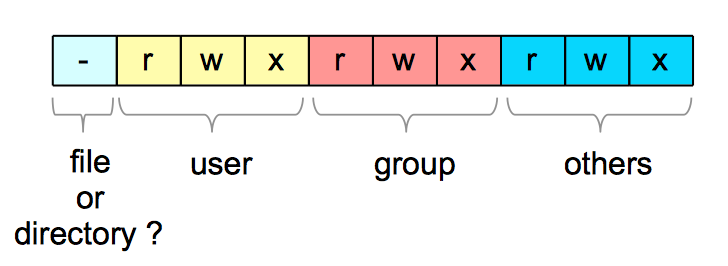 - r w x r w x r w x
file
or
directory ?
user
group
others